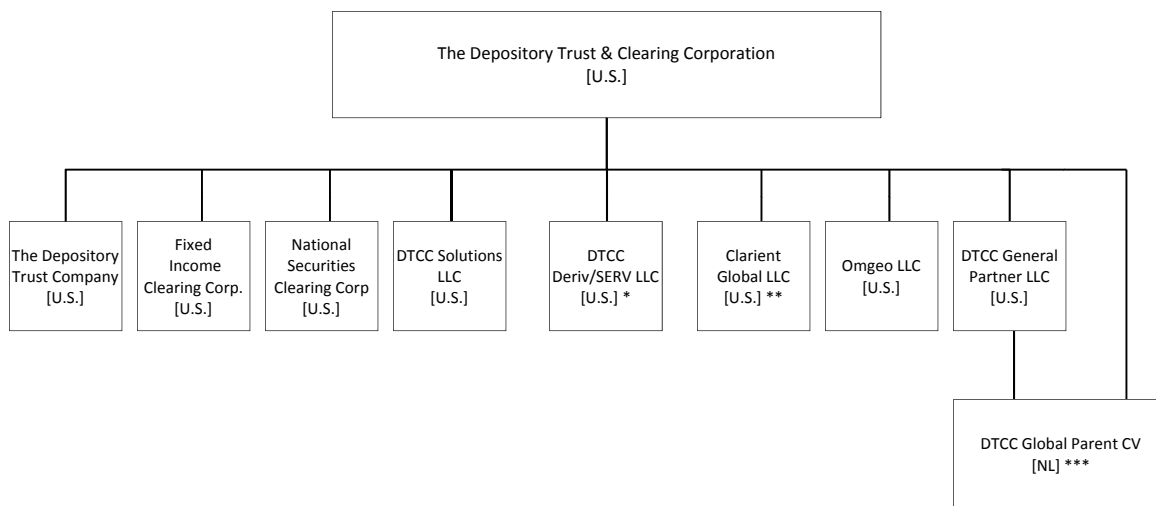 The Depository Trust & Clearing Corporation
[U.S.]
The Depository
Trust Company
[U.S.]
Fixed
Income
Clearing Corp.
[U.S.]
National
Securities
Clearing Corp
[U.S.]
DTCC Solutions
LLC
[U.S.]
DTCC
Deriv/SERV LLC
[U.S.] *
Clarient
Global LLC
[U.S.] **
Omgeo LLC
[U.S.]
DTCC General
Partner LLC
[U.S.]
DTCC Global Parent CV
[NL] ***